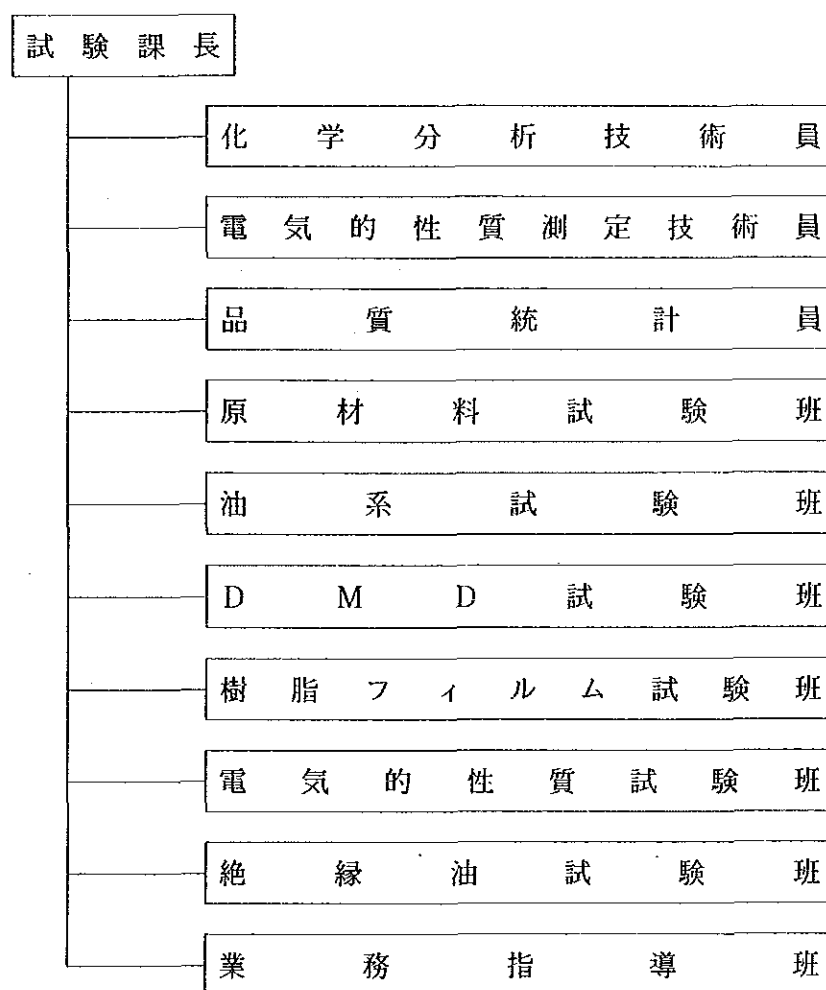 試験課長
化学分析技術員
電気的性質測定技術員
品質統計員
原材料試験班
油系試験班
DMD試験班
樹脂フィルム試験班
電気的性質試験班
絶縁油試験班
業務指導班